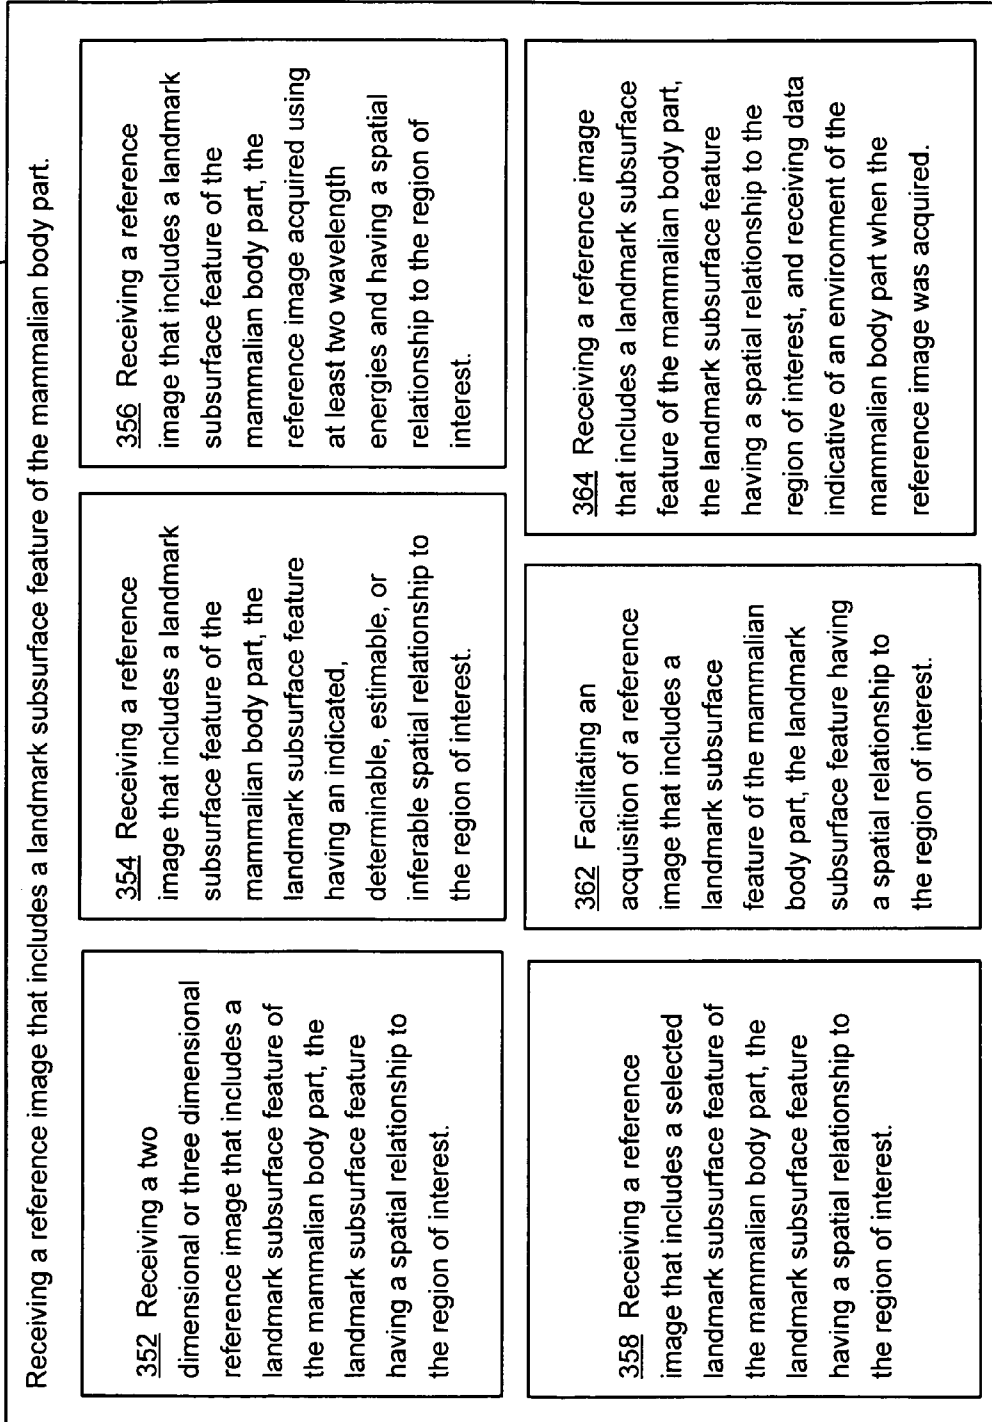 Receiving a reference image that includes a landmark subsurface feature of the mammalian body part.
352 Receiving a two
dimensional or three dimensional
reference image that includes a
landmark subsurface feature of
the mammalian body part, the
landmark subsurface feature
having a spatial relationship to
the region of interest.
354 Receiving a reference
image that includes a landmark
subsurface feature of the
mammalian body part, the
landmark subsurface feature
having an indicated,
determinable, estimable, or
inferable spatial relationship to
the region of interest.
356 Receiving a reference
image that includes a landmark
subsurface feature of the
mammalian body part, the
reference image acquired using
at least two wavelength
energies and having a spatial
relationship to the region of
interest.
358 Receiving a reference
image that includes a selected
landmark subsurface feature of
the mammalian body part, the
landmark subsurface feature
having a spatial relationship to
the region of interest.
362 Facilitating an
acquisition of a reference
image that includes a
landmark subsurface
feature of the mammalian
body part, the landmark
subsurface feature having
a spatial relationship to
the region of interest.
364 Receiving a reference image
that includes a landmark subsurface
feature of the mammalian body part,
the landmark subsurface feature
having a spatial relationship to the
region of interest, and receiving data
indicative of an environment of the
mammalian body part when the
reference image was acquired.